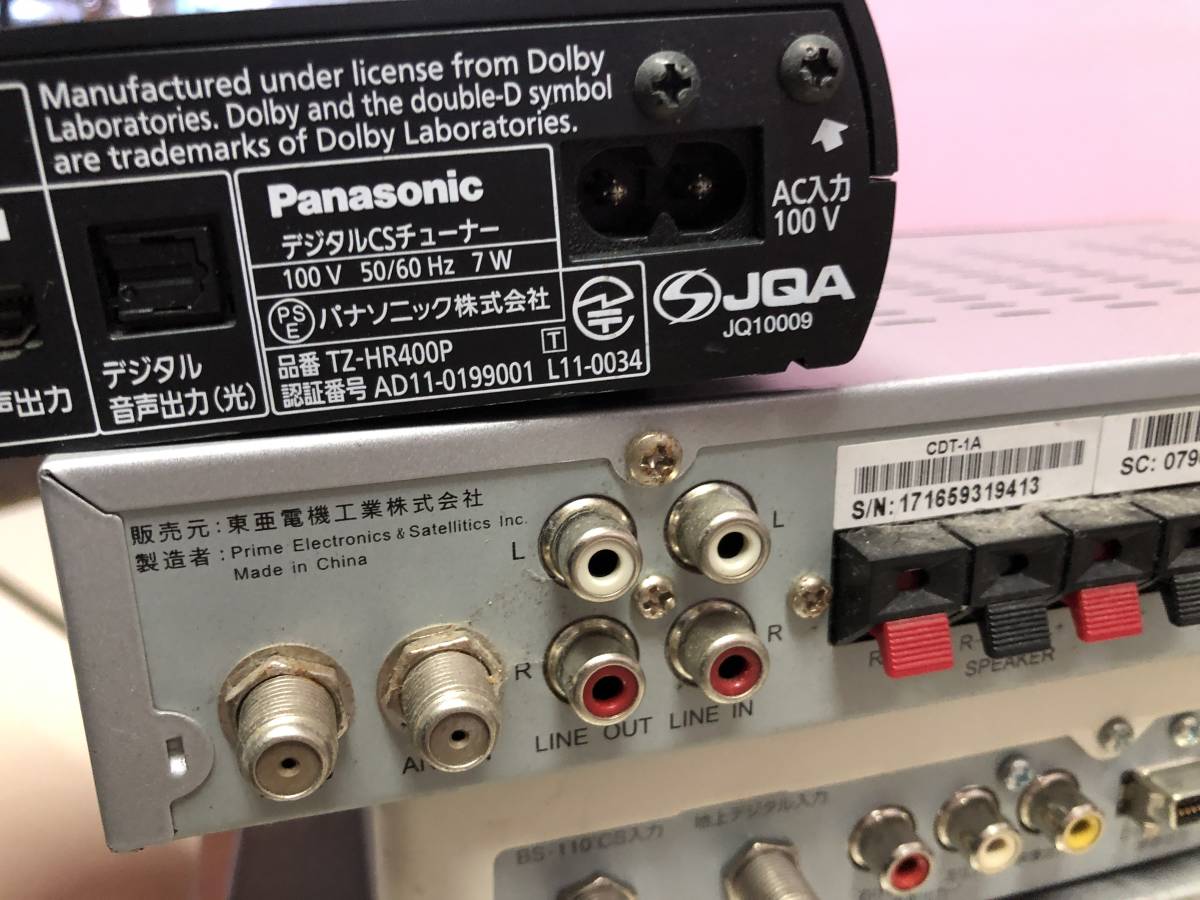 Manufactured under license from Dolby
Laboratories. Dolby and the double-D symbol
are trademarks of Dolby Laboratories.
Panasonic
デジタルCSチューナー
100 V 50/60 Hz 7 W
PS
E
パナソニック株式会社
品番 TZ-HR400P
T
認証番号 AD11-0199001 L11-0034
AC入力
100 V
JQA
JQ10009
デジタル
音声出力(光)
声出力
販売元:東亜電機工業株式会社
製造者:Prime Electronics & Satellitics Inc.
Made in China
L
L
R
R
LINE OUT LINE IN
CDT-1A
S/N: 171659319413
SC: 079
R
R-
+
SPEAKER
BS・110°CS入力
地上デジタル入力